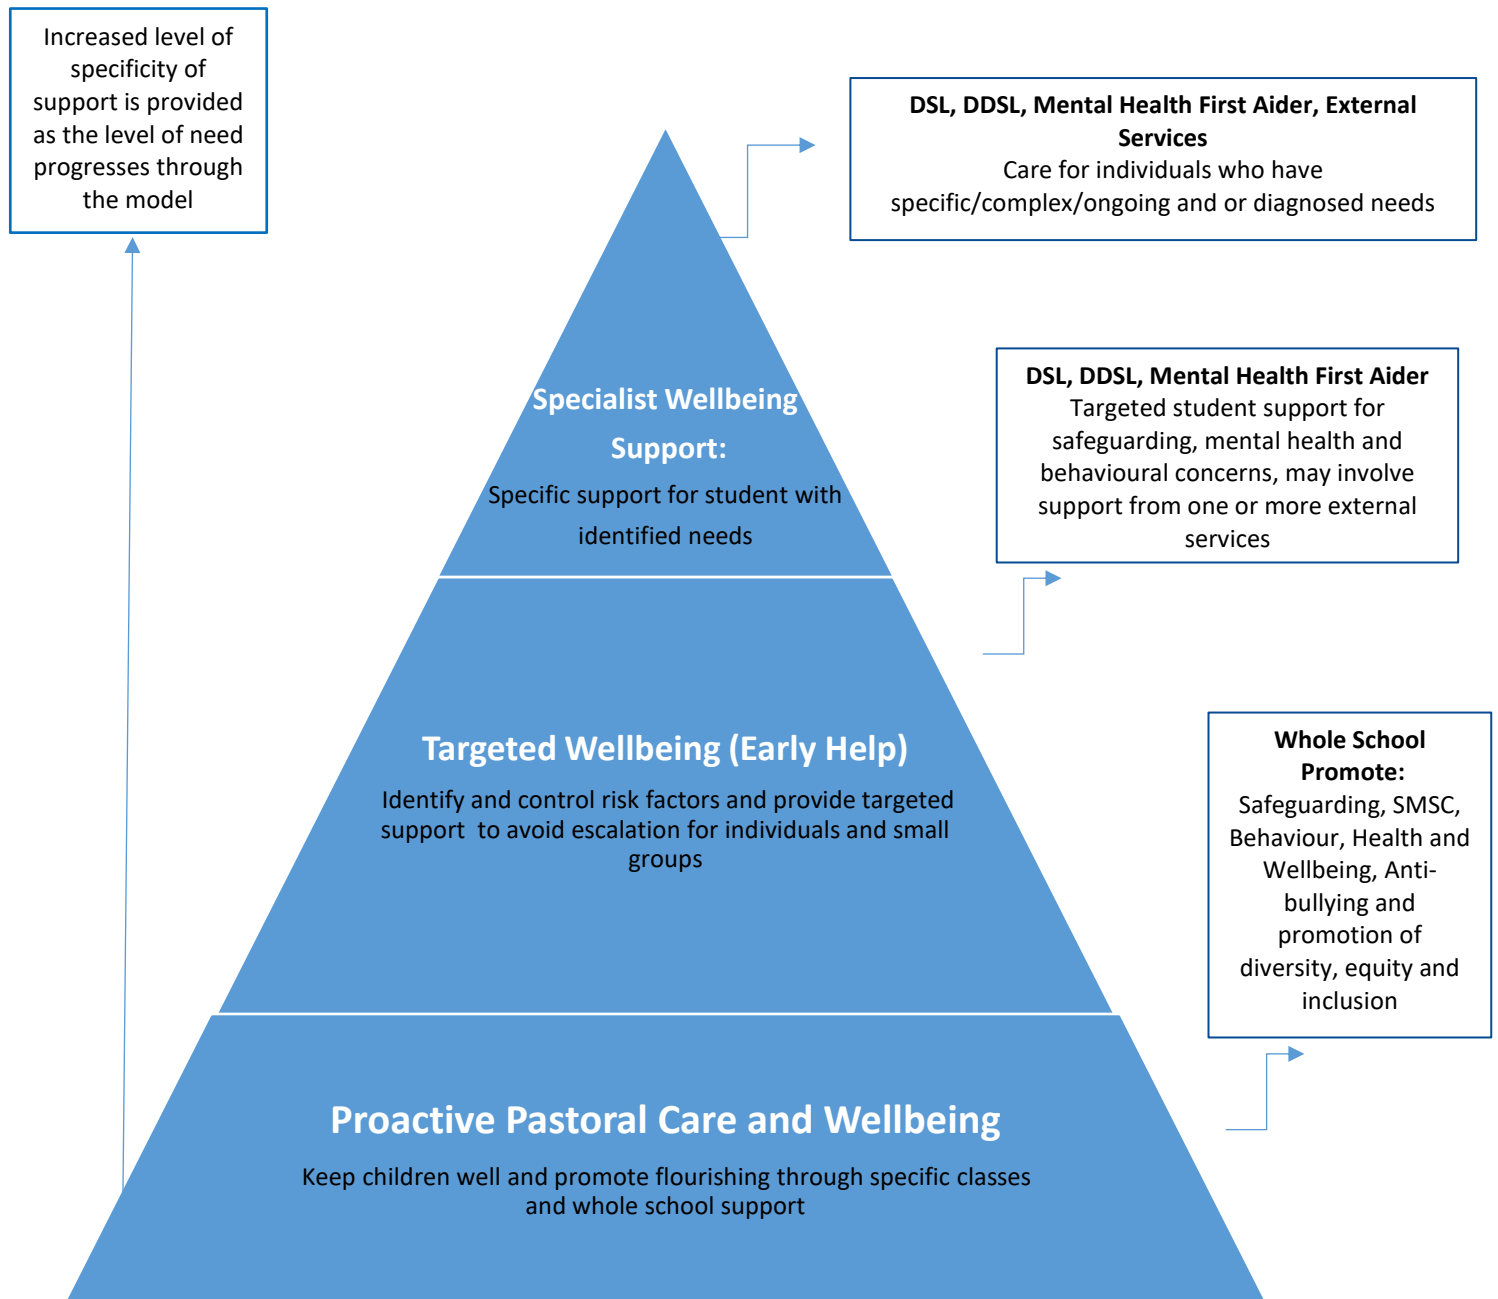 Increased level of
specificity of
support is provided
as the level of need
progresses through
the model
DSL, DDSL, Mental Health First Aider, External
Services
Care for individuals who have
specific/complex/ongoing and or diagnosed needs
Specialist Wellbeing
Support:
Specific support for student with
identified needs
DSL, DDSL, Mental Health First Aider
Targeted student support for
safeguarding, mental health and
behavioural concerns, may involve
support from one or more external
services
Targeted Wellbeing (Early Help)
Identify and control risk factors and provide targeted
support  to avoid escalation for individuals and small
groups
Whole School
Promote:
Safeguarding, SMSC,
Behaviour, Health and
Wellbeing, Anti-
bullying and
promotion of
diversity, equity and
inclusion
Proactive Pastoral Care and Wellbeing
Keep children well and promote flourishing through specific classes
and whole school support